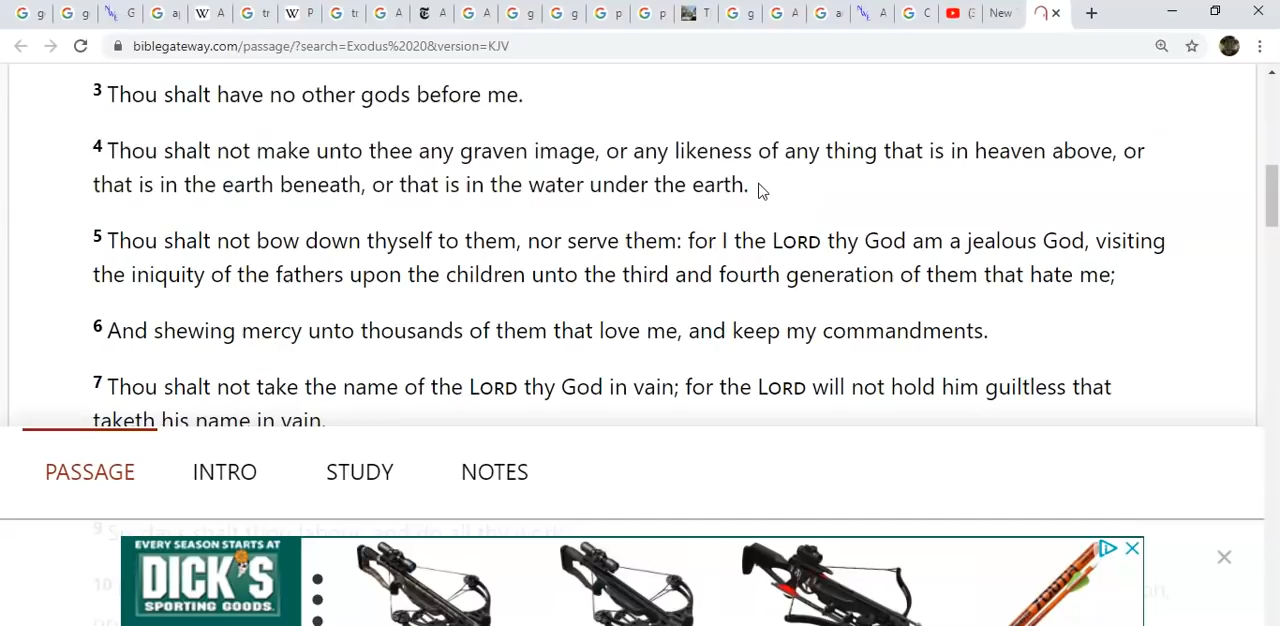 g g G a W A tr W P tr A A A g g p p T g A a A C New
biblegateway.com/passage/?search=Exodus%2020&version=KJV
3 Thou shalt have no other gods before me.
4 Thou shalt not make unto thee any graven image, or any likeness of any thing that is in heaven above, or
that is in the earth beneath, or that is in the water under the earth.
5 Thou shalt not bow down thyself to them, nor serve them: for I the LORD thy God am a jealous God, visiting
the iniquity of the fathers upon the children unto the third and fourth generation of them that hate me;
6 And shewing mercy unto thousands of them that love me, and keep my commandments.
7 Thou shalt not take the name of the LORD thy God in vain; for the LORD will not hold him guiltless that
taketh his name in vain.
PASSAGE INTRO STUDY NOTES
9
EVERY SEASON STARTS AT
DICK'S
SPORTING GOODS
10